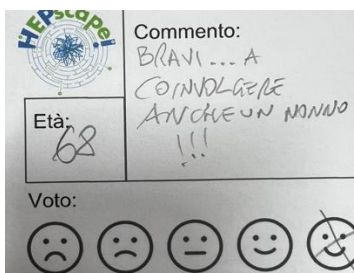 HEPscape!
Commento:
BRAVI... A
COINVOLGERE
ANCHE UN NONNO
!!!
Età:
68
Voto: